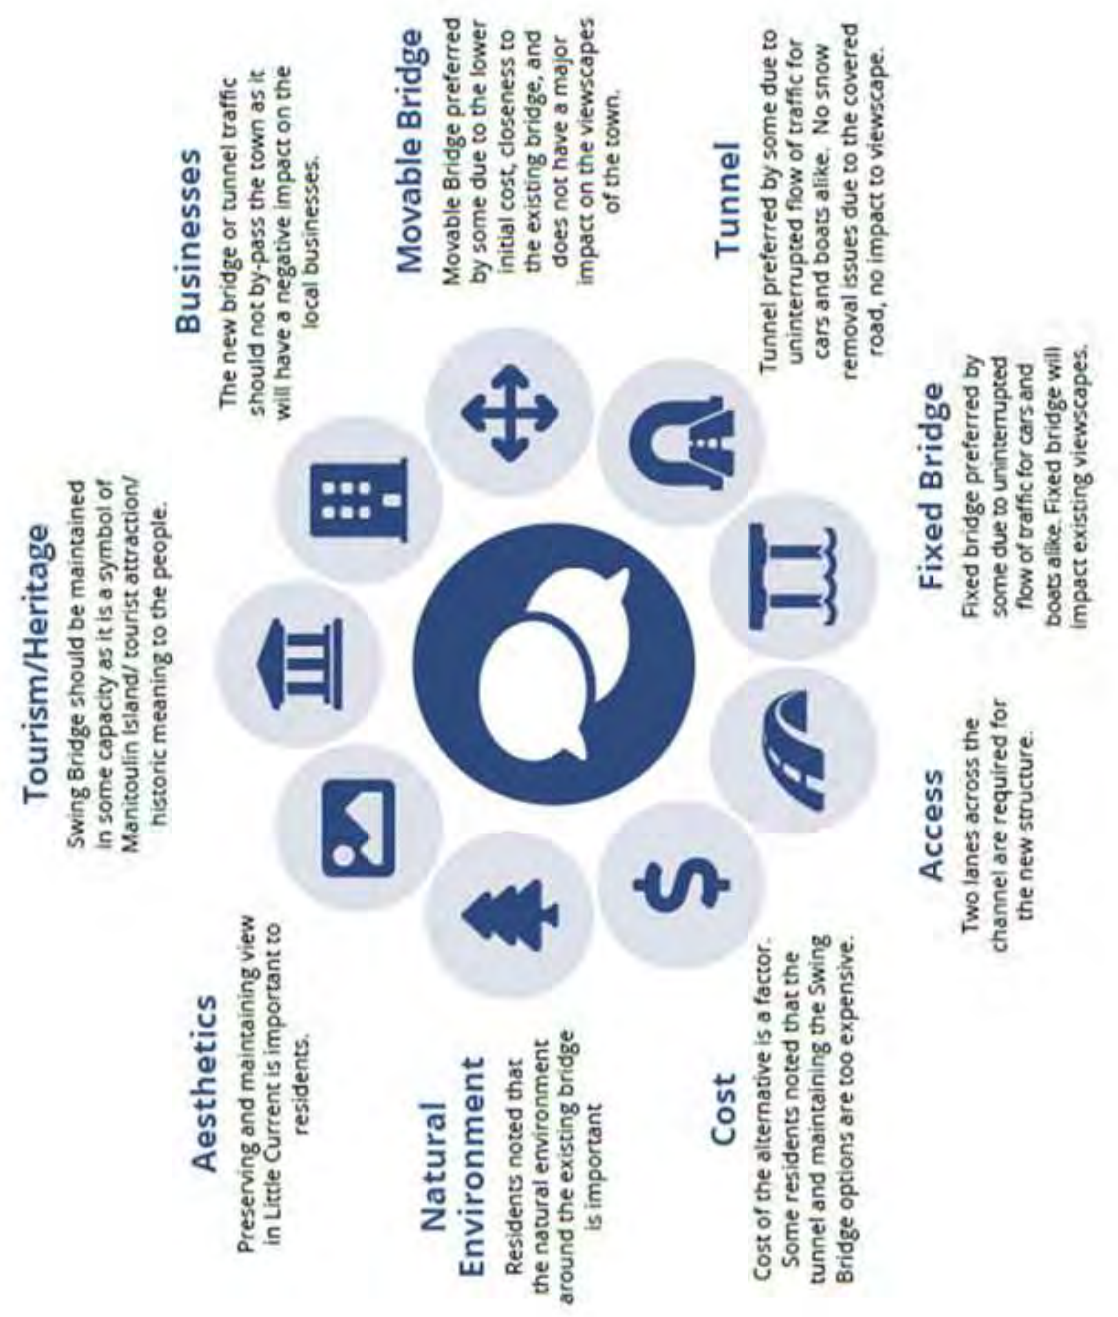 Tourism/Heritage
Swing Bridge should be maintained
in some capacity as it is a symbol of
Manitoulin Island/ tourist attraction/
historic meaning to the people.
Businesses
The new bridge or tunnel traffic
should not by-pass the town as it
will have a negative impact on the
local businesses.
Movable Bridge
Movable Bridge preferred
by some due to the lower
initial cost, closeness to
the existing bridge, and
does not have a major
impact on the viewscapes
of the town.
Tunnel
Tunnel preferred by some due to
uninterrupted flow of traffic for
cars and boats alike. No snow
removal issues due to the covered
road, no impact to viewscape.
Fixed Bridge
Fixed bridge preferred by
some due to uninterrupted
flow of traffic for cars and
boats alike. Fixed bridge will
impact existing viewscapes.
Access
Two lanes across the
channel are required for
the new structure.
Cost
Cost of the alternative is a factor.
Some residents noted that the
tunnel and maintaining the Swing
Bridge options are too expensive.
Natural
Environment
Residents noted that
the natural environment
around the existing bridge
is important
Aesthetics
Preserving and maintaining view
in Little Current is important to
residents.
$